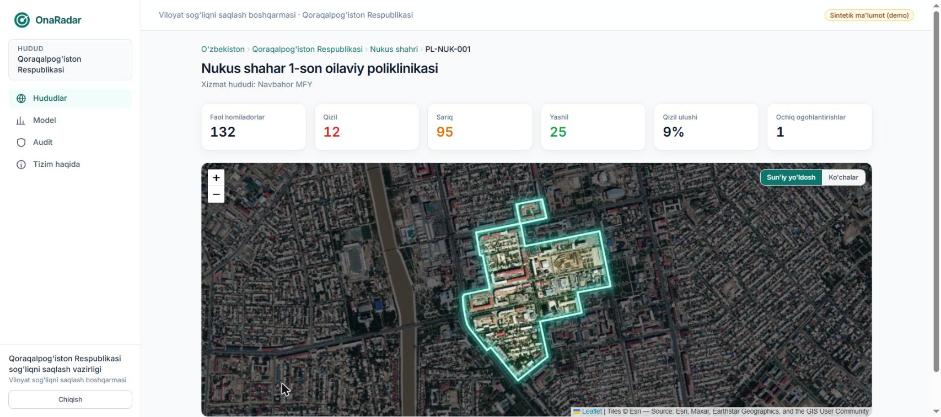 OnaRadar
Viloyat sog'liqni saqlash boshqarmasi · Qoraqalpog'iston Respublikasi
Sintetik ma'lumot (demo)
HUDUD
Qoraqalpog'iston
Respublikasi
Hududlar
Model
Audit
Tizim haqida
O'zbekiston › Qoraqalpog'iston Respublikasi › Nukus shahri › PL-NUK-001
Nukus shahar 1-son oilaviy poliklinikasi
Xizmat hududi: Navbahor MFY
Faol homiladorlar
132
Qizil
12
Sariq
95
Yashil
25
Qizil ulushi
9%
Ochiq ogohlantirishlar
1
+
−
Sun'iy yo'ldosh
Ko'chalar
Leaflet | Tiles © Esri — Source: Esri, Maxar, Earthstar Geographics, and the GIS User Community
Qoraqalpog'iston Respublikasi
sog'liqni saqlash vazirligi
Viloyat sog'liqni saqlash boshqarmasi
Chiqish